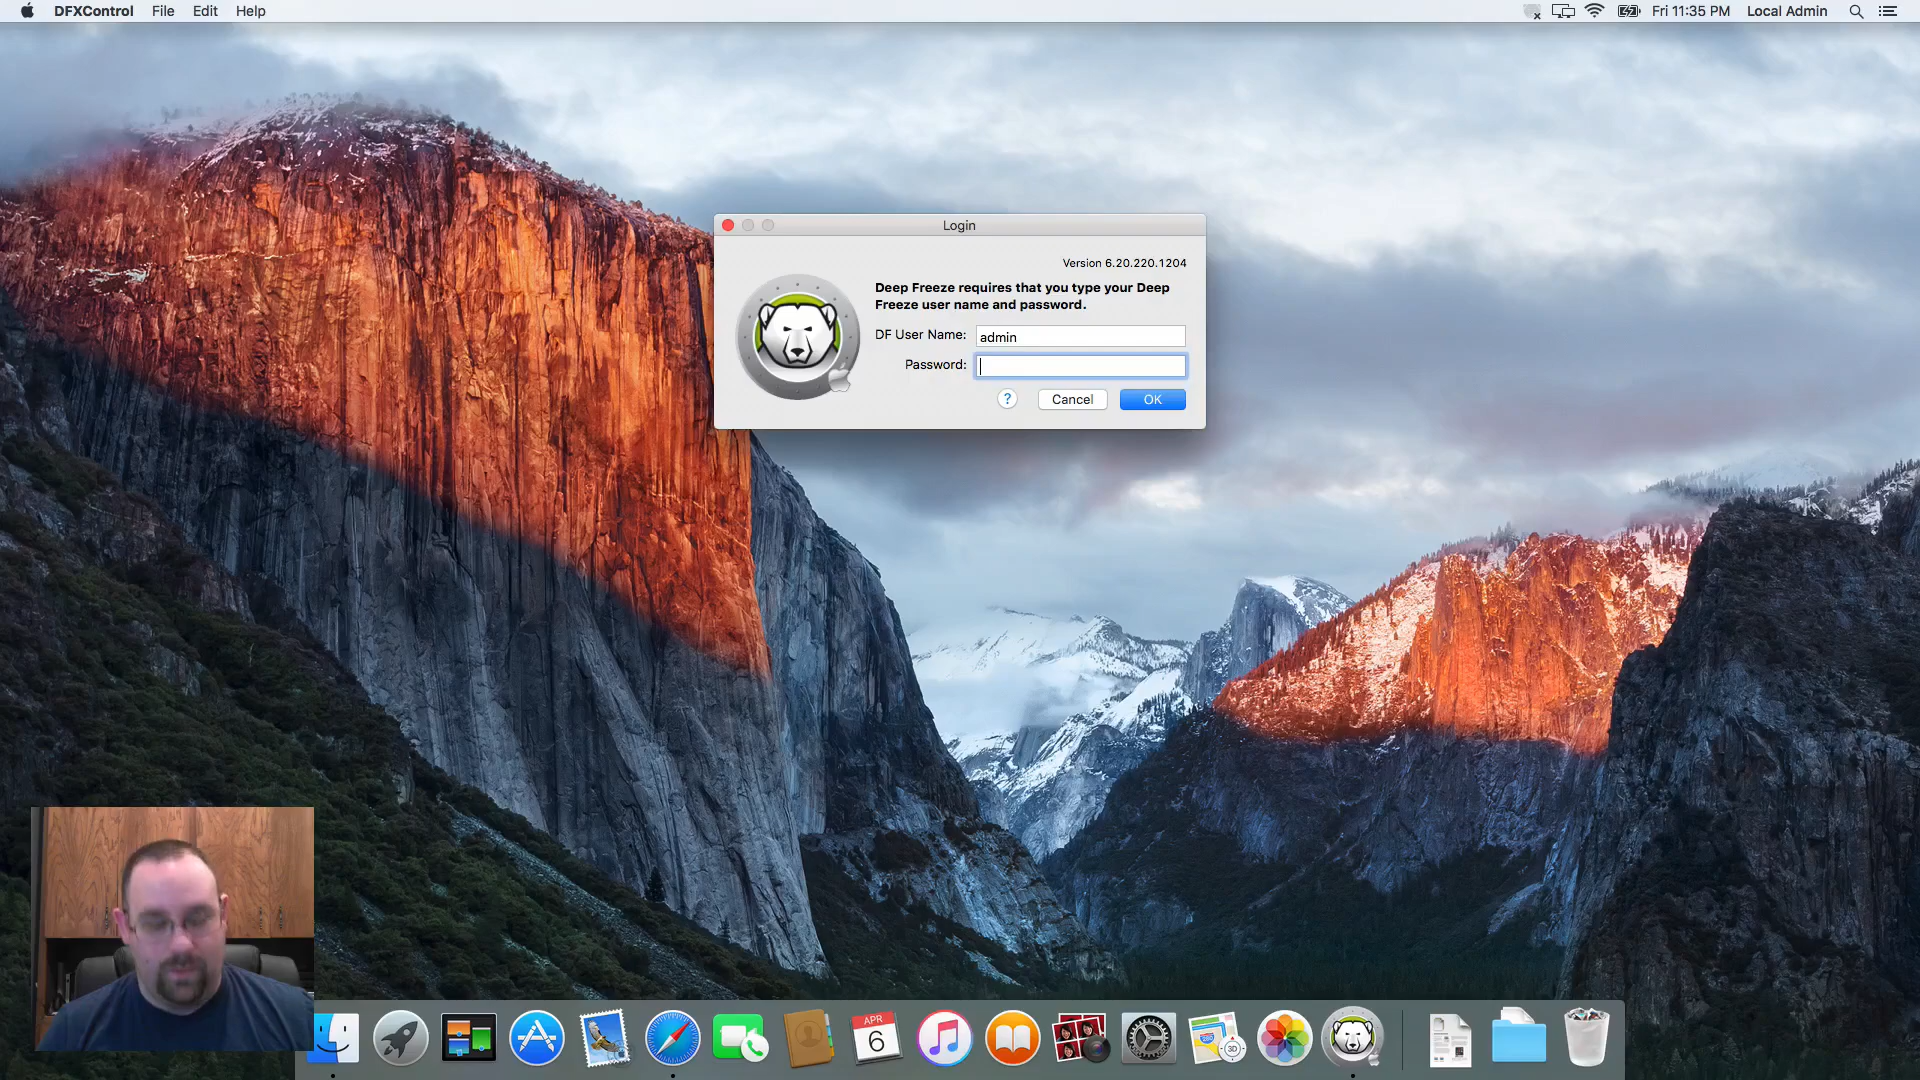 DFXControl File Edit Help
Fri 11:35 PM Local Admin
Login
Version 6.20.220.1204
Deep Freeze requires that you type your Deep
Freeze user name and password.
DF User Name: admin
Password:
? Cancel OK
APR
6
3D